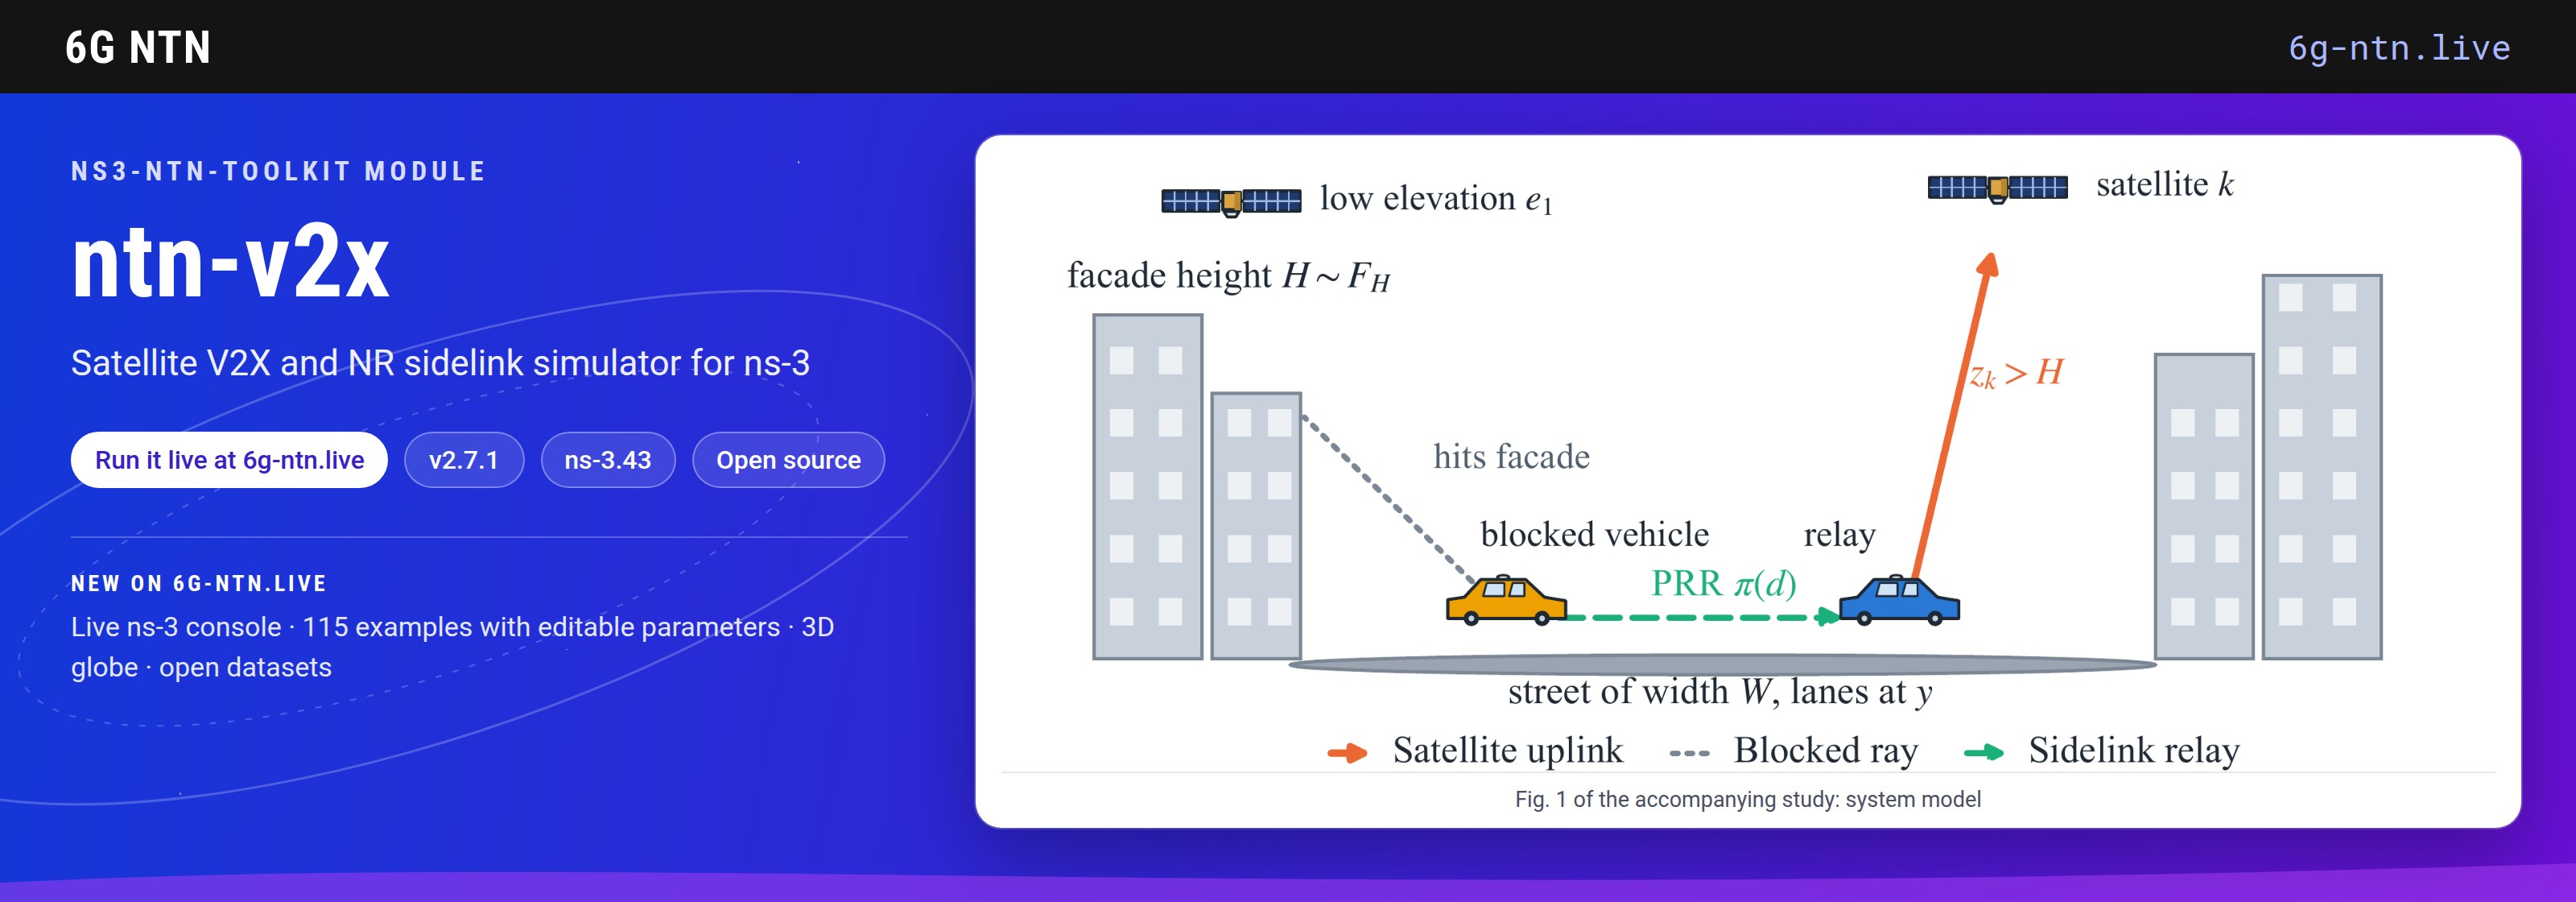 6G NTN
6g-ntn.live
NS3-NTN-TOOLKIT MODULE
ntn-v2x
Satellite V2X and NR sidelink simulator for ns-3
Run it live at 6g-ntn.live
v2.7.1
ns-3.43
Open source
NEW ON 6G-NTN.LIVE
Live ns-3 console · 115 examples with editable parameters · 3D
globe · open datasets
low elevation e₁
satellite k
facade height H ~ F_H
z_k > H
hits facade
blocked vehicle
relay
PRR π(d)
street of width W, lanes at y
Satellite uplink
Blocked ray
Sidelink relay
Fig. 1 of the accompanying study: system model